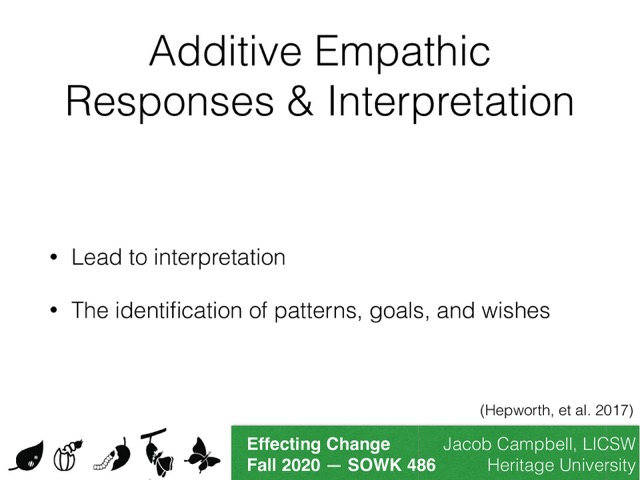 Additive Empathic
Responses & Interpretation
• Lead to interpretation
• The identification of patterns, goals, and wishes
(Hepworth, et al. 2017)
Effecting Change Jacob Campbell, LICSW
Fall 2020 — SOWK 486 Heritage University